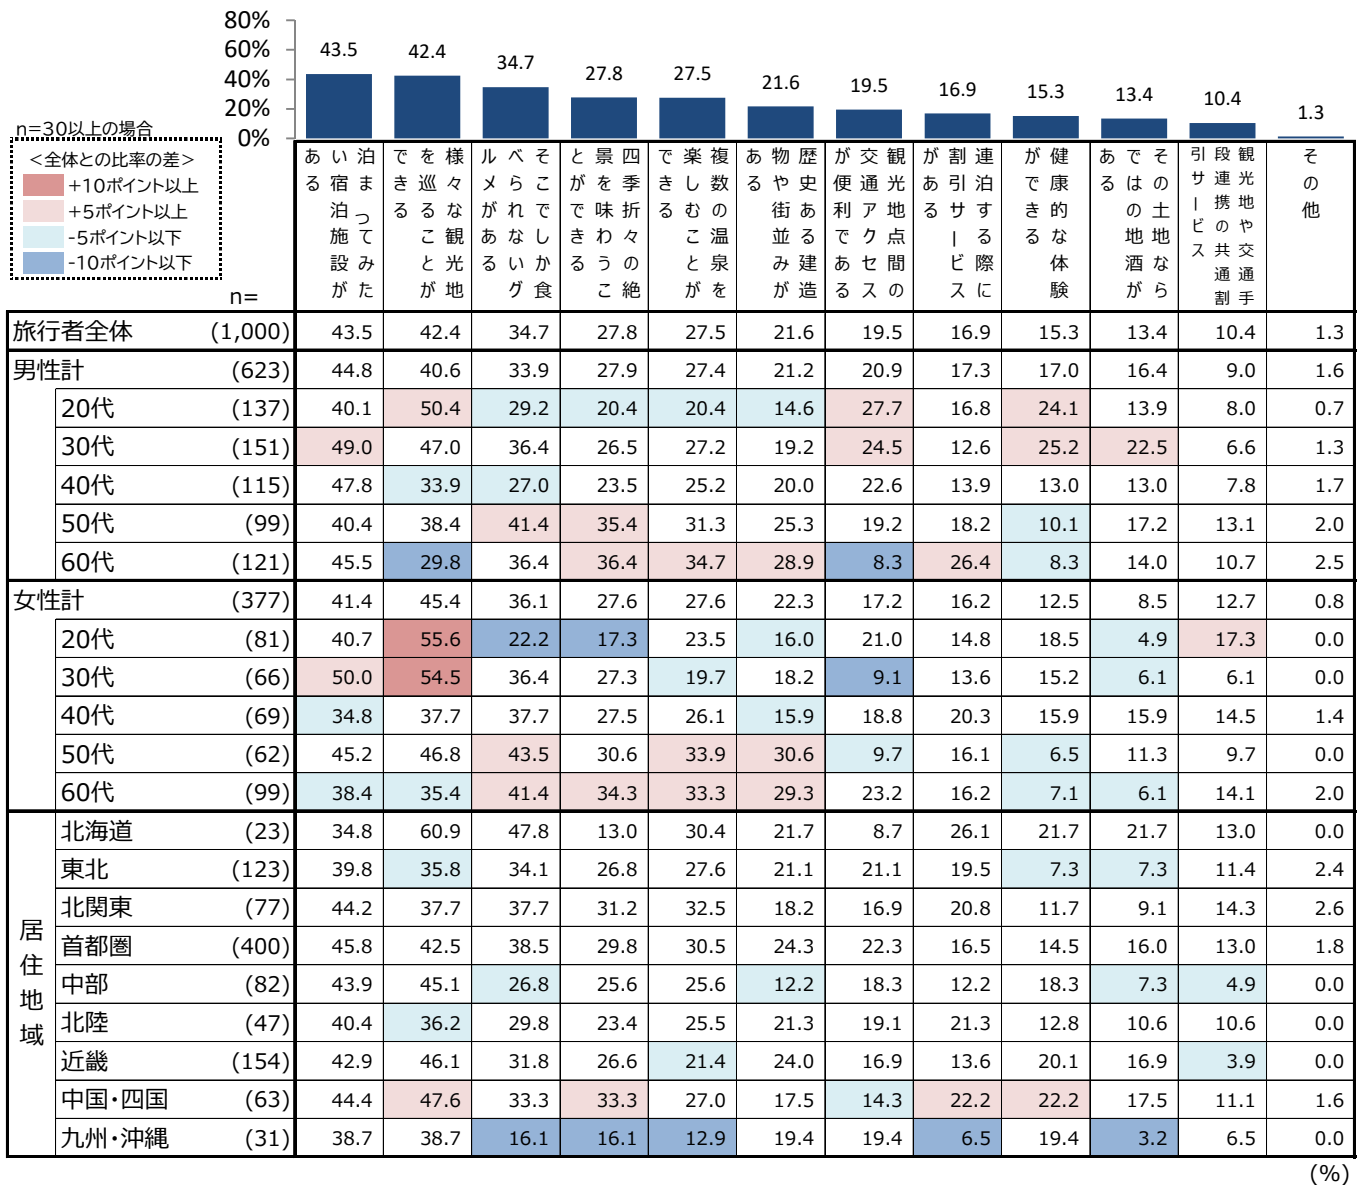 80%
60%
40%
20%
0%
43.5 42.4 34.7 27.8 27.5 21.6 19.5 16.9 15.3 13.4 10.4 1.3
n=30以上の場合
＜全体との比率の差＞
+10ポイント以上
+5ポイント以上
-5ポイント以下
-10ポイント以下
n=
泊まってみたい宿泊施設がある
様々な観光地を巡ることができる
そこでしか食べられないグルメがある
四季折々の絶景を味わうことができる
複数の温泉を楽しむことができる
歴史ある建造物や街並みがある
観光地点間の交通アクセスが便利である
連泊する際に割引サービスがある
健康的な体験ができる
その土地ならではの地酒がある
観光地や交通手段連携の共通割引サービス
その他
旅行者全体 (1,000) 43.5 42.4 34.7 27.8 27.5 21.6 19.5 16.9 15.3 13.4 10.4 1.3
男性計 (623) 44.8 40.6 33.9 27.9 27.4 21.2 20.9 17.3 17.0 16.4 9.0 1.6
20代 (137) 40.1 50.4 29.2 20.4 20.4 14.6 27.7 16.8 24.1 13.9 8.0 0.7
30代 (151) 49.0 47.0 36.4 26.5 27.2 19.2 24.5 12.6 25.2 22.5 6.6 1.3
40代 (115) 47.8 33.9 27.0 23.5 25.2 20.0 22.6 13.9 13.0 13.0 7.8 1.7
50代 (99) 40.4 38.4 41.4 35.4 31.3 25.3 19.2 18.2 10.1 17.2 13.1 2.0
60代 (121) 45.5 29.8 36.4 36.4 34.7 28.9 8.3 26.4 8.3 14.0 10.7 2.5
女性計 (377) 41.4 45.4 36.1 27.6 27.6 22.3 17.2 16.2 12.5 8.5 12.7 0.8
20代 (81) 40.7 55.6 22.2 17.3 23.5 16.0 21.0 14.8 18.5 4.9 17.3 0.0
30代 (66) 50.0 54.5 36.4 27.3 19.7 18.2 9.1 13.6 15.2 6.1 6.1 0.0
40代 (69) 34.8 37.7 37.7 27.5 26.1 15.9 18.8 20.3 15.9 15.9 14.5 1.4
50代 (62) 45.2 46.8 43.5 30.6 33.9 30.6 9.7 16.1 6.5 11.3 9.7 0.0
60代 (99) 38.4 35.4 41.4 34.3 33.3 29.3 23.2 16.2 7.1 6.1 14.1 2.0
居住地域
北海道 (23) 34.8 60.9 47.8 13.0 30.4 21.7 8.7 26.1 21.7 21.7 13.0 0.0
東北 (123) 39.8 35.8 34.1 26.8 27.6 21.1 21.1 19.5 7.3 7.3 11.4 2.4
北関東 (77) 44.2 37.7 37.7 31.2 32.5 18.2 16.9 20.8 11.7 9.1 14.3 2.6
首都圏 (400) 45.8 42.5 38.5 29.8 30.5 24.3 22.3 16.5 14.5 16.0 13.0 1.8
中部 (82) 43.9 45.1 26.8 25.6 25.6 12.2 18.3 12.2 18.3 7.3 4.9 0.0
北陸 (47) 40.4 36.2 29.8 23.4 25.5 21.3 19.1 21.3 12.8 10.6 10.6 0.0
近畿 (154) 42.9 46.1 31.8 26.6 21.4 24.0 16.9 13.6 20.1 16.9 3.9 0.0
中国・四国 (63) 44.4 47.6 33.3 33.3 27.0 17.5 14.3 22.2 22.2 17.5 11.1 1.6
九州・沖縄 (31) 38.7 38.7 16.1 16.1 12.9 19.4 19.4 6.5 19.4 3.2 6.5 0.0
(%)